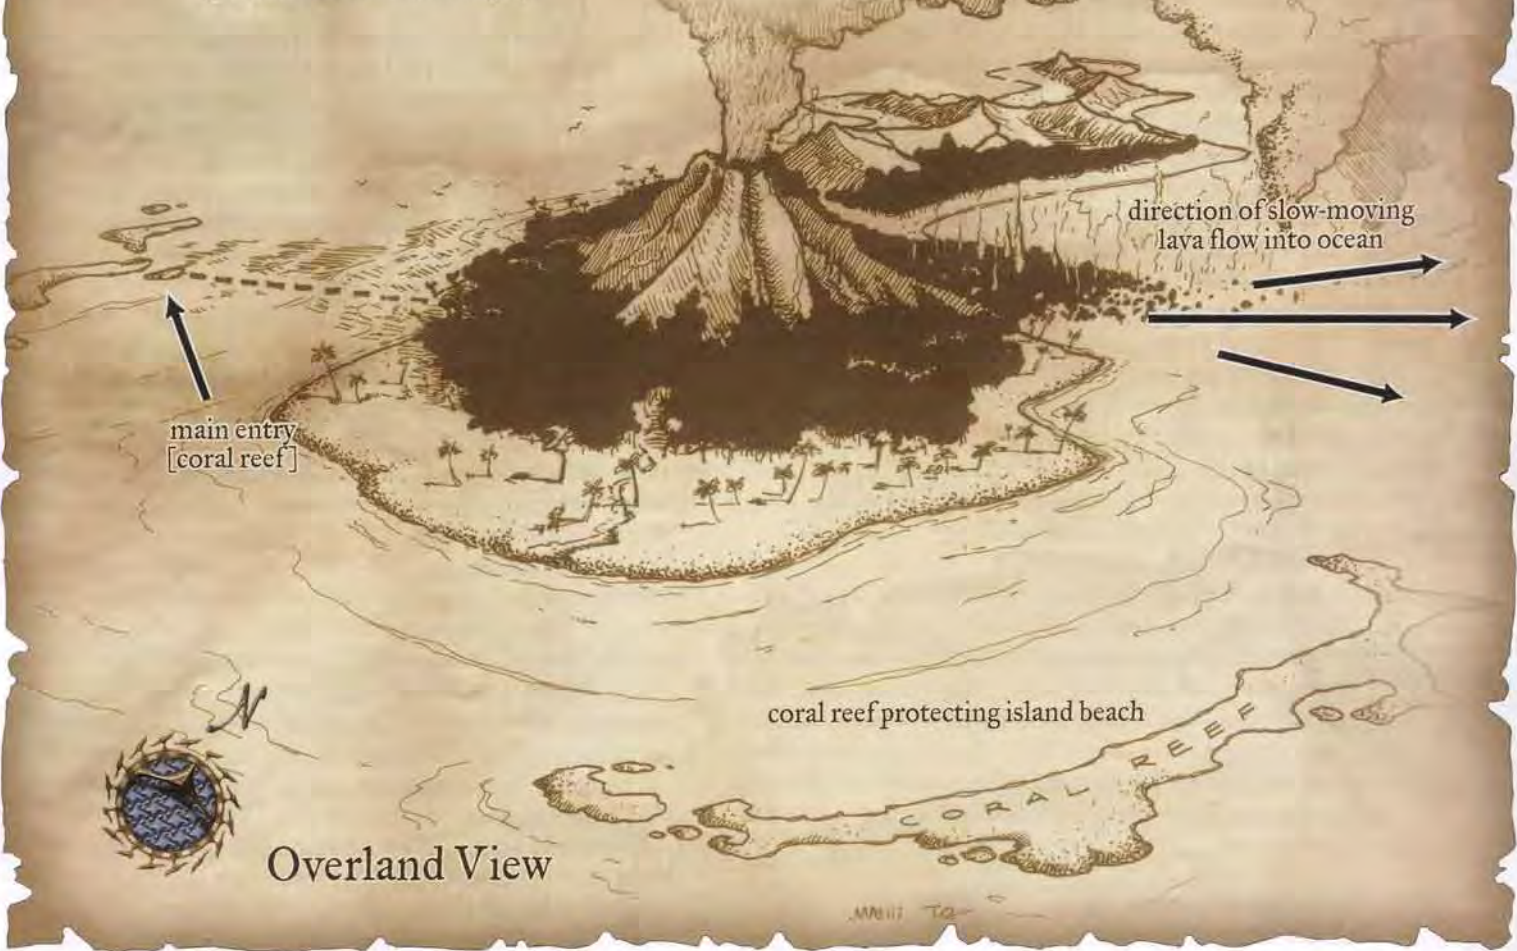 direction of slow-moving
lava flow into ocean
main entry
[coral reef]
N
coral reef protecting island beach
CORAL REEF
Overland View